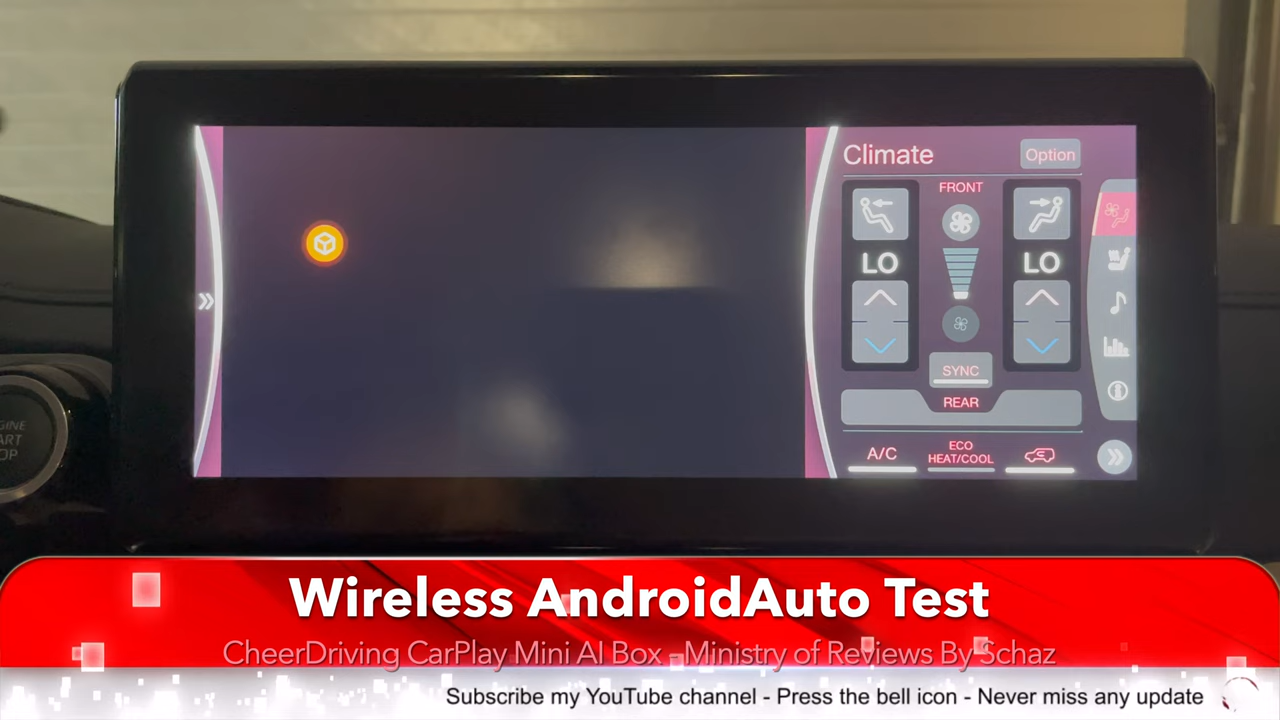 Climate
Option
FRONT
LO
LO
SYNC
REAR
A/C
ECO
HEAT/COOL
Wireless AndroidAuto Test
CheerDriving CarPlay Mini AI Box - Ministry of Reviews By Schaz
Subscribe my YouTube channel - Press the bell icon - Never miss any update